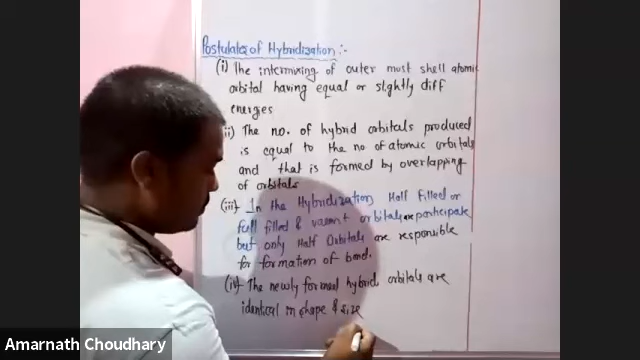 Postulates of Hybridization:-
(i) The intermixing of outer most shell atomic
orbital having equal or slightly diff
energies
ii) The no. of hybrid orbitals produced
is equal to the no of atomic orbitals
and that is formed by overlapping
of orbitals
(iii) In the Hybridization, Half filled or
full filled & vacant orbitals are participate
but only Half Orbitals are responsible
for formation of bond.
(iv) The newly formed hybrid orbitals are
identical in shape & size
Amarnath Choudhary